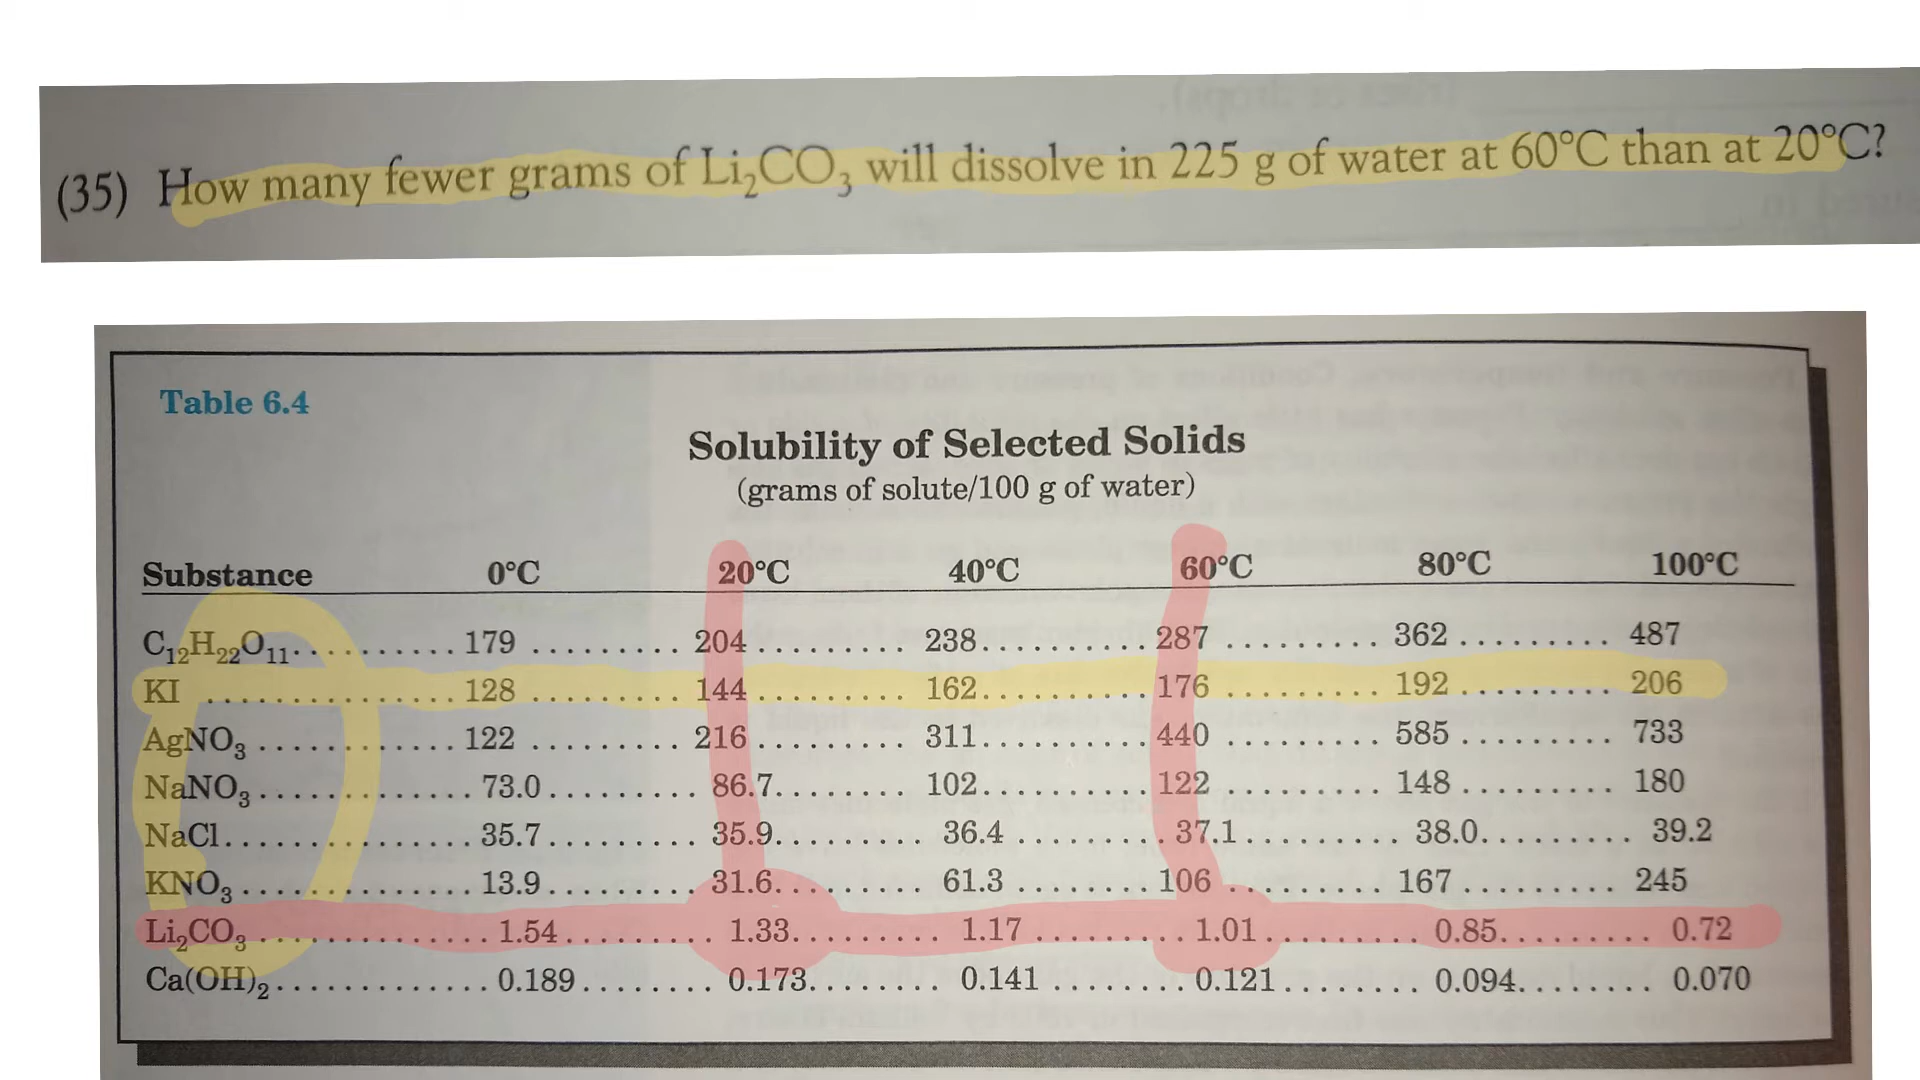 (35) How many fewer grams of Li₂CO₃ will dissolve in 225 g of water at 60°C than at 20°C?
Table 6.4
Solubility of Selected Solids
(grams of solute/100 g of water)
Substance 0°C 20°C 40°C 60°C 80°C 100°C
C₁₂H₂₂O₁₁ 179 204 238 287 362 487
KI 128 144 162 176 192 206
AgNO₃ 122 216 311 440 585 733
NaNO₃ 73.0 86.7 102 122 148 180
NaCl 35.7 35.9 36.4 37.1 38.0 39.2
KNO₃ 13.9 31.6 61.3 106 167 245
Li₂CO₃ 1.54 1.33 1.17 1.01 0.85 0.72
Ca(OH)₂ 0.189 0.173 0.141 0.121 0.094 0.070